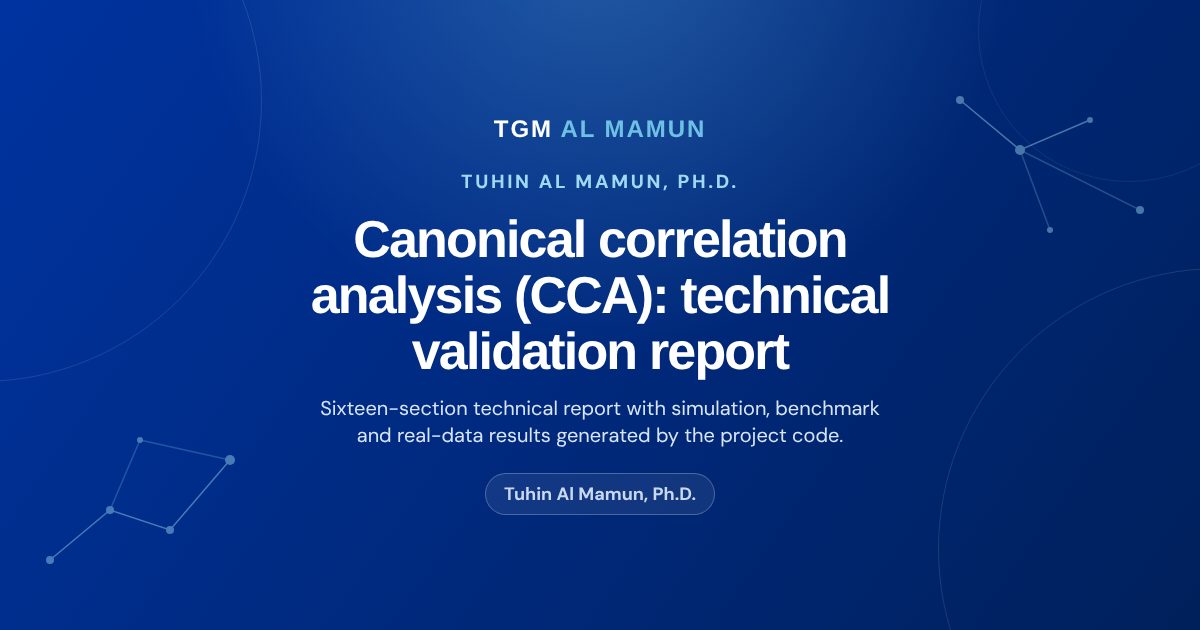 TGM AL MAMUN
TUHIN AL MAMUN, PH.D.
Canonical correlation
analysis (CCA): technical
validation report
Sixteen-section technical report with simulation, benchmark
and real-data results generated by the project code.
Tuhin Al Mamun, Ph.D.